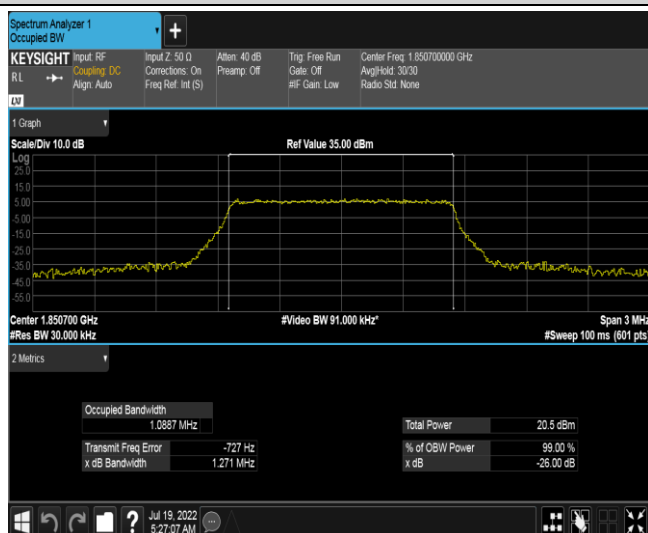 Spectrum Analyzer 1
Occupied BW
KEYSIGHT
RL
LXI
Input: RF
Coupling: DC
Align: Auto
Input Z: 50 Ω
Corrections: On
Freq Ref: Int (S)
Atten: 40 dB
Preamp: Off
Trig: Free Run
Gate: Off
#IF Gain: Low
Center Freq: 1.850700000 GHz
Avg|Hold: 30/30
Radio Std: None
1 Graph
Scale/Div 10.0 dB
Ref Value 35.00 dBm
Log
25.0
15.0
5.00
-5.00
-15.0
-25.0
-35.0
-45.0
-55.0
Center 1.850700 GHz
#Video BW 91.000 kHz*
Span 3 MHz
#Res BW 30.000 kHz
#Sweep 100 ms (601 pts)
2 Metrics
Occupied Bandwidth
1.0887 MHz
Total Power 20.5 dBm
Transmit Freq Error -727 Hz
% of OBW Power 99.00 %
x dB Bandwidth 1.271 MHz
x dB -26.00 dB
?
Jul 19, 2022
5:27:07 AM